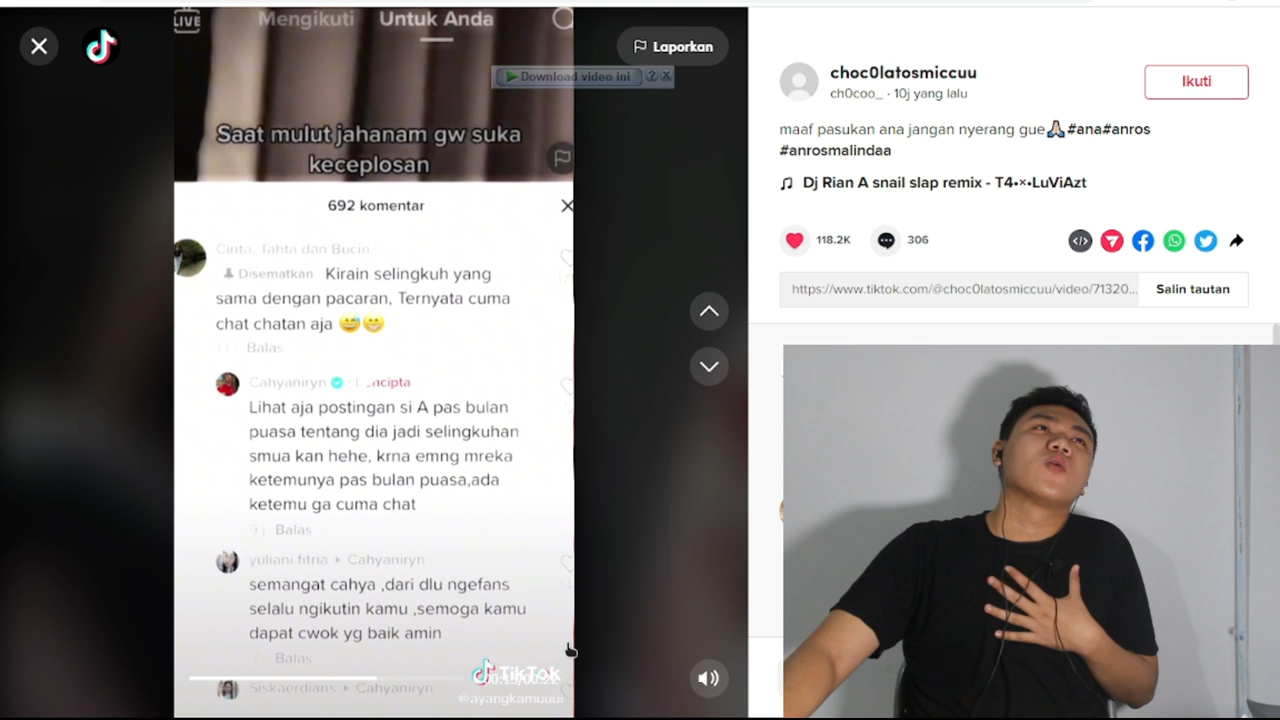 LIVE
Mengikuti Untuk Anda
Laporkan
Download video ini ? X
Saat mulut jahanam gw suka
keceplosan
692 komentar
Cinta, Tahta dan Bucin
Disematkan Kirain selingkuh yang
sama dengan pacaran, Ternyata cuma
chat chatan aja 😅😁
Balas
Cahyaniryn
Lihat aja postingan si A pas bulan
puasa tentang dia jadi selingkuhan
smua kan hehe, krna emng mreka
ketemunya pas bulan puasa,ada
ketemu ga cuma chat
Balas
yuliani fitria ▸ Cahyaniryn
semangat cahya ,dari dlu ngefans
selalu ngikutin kamu ,semoga kamu
dapat cwok yg baik amin
Balas
Siskaerdians ▸ Cahyaniryn
TikTok
@ayangkamuuui
choc0latosmiccuu
ch0coo_ · 10j yang lalu
Ikuti
maaf pasukan ana jangan nyerang gue🙏🏻#ana#anros
#anrosmalindaa
Dj Rian A snail slap remix - T4•×•LuViAzt
118.2K
306
https://www.tiktok.com/@choc0latosmiccuu/video/71320...
Salin tautan